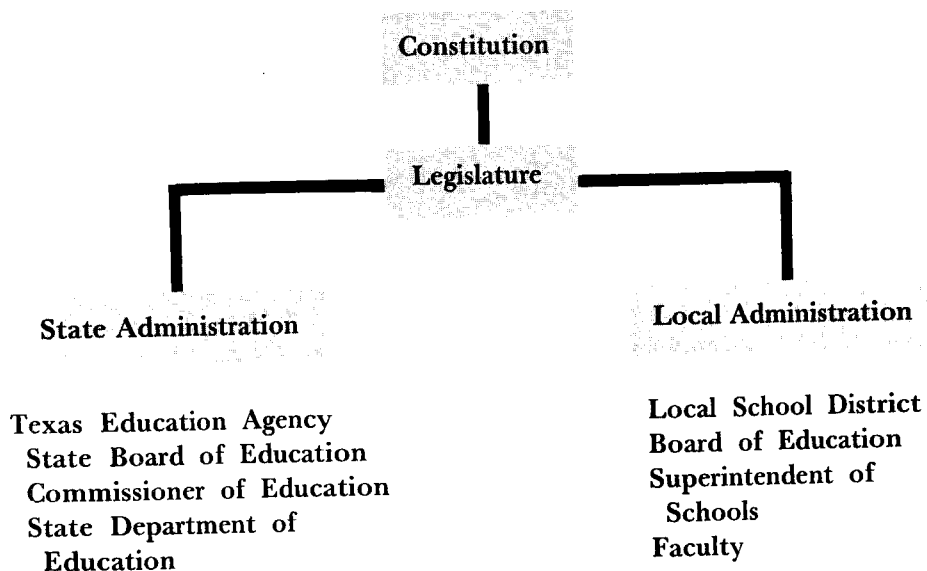 Constitution
Legislature
State Administration
Texas Education Agency
State Board of Education
Commissioner of Education
State Department of
Education
Local Administration
Local School District
Board of Education
Superintendent of
Schools
Faculty